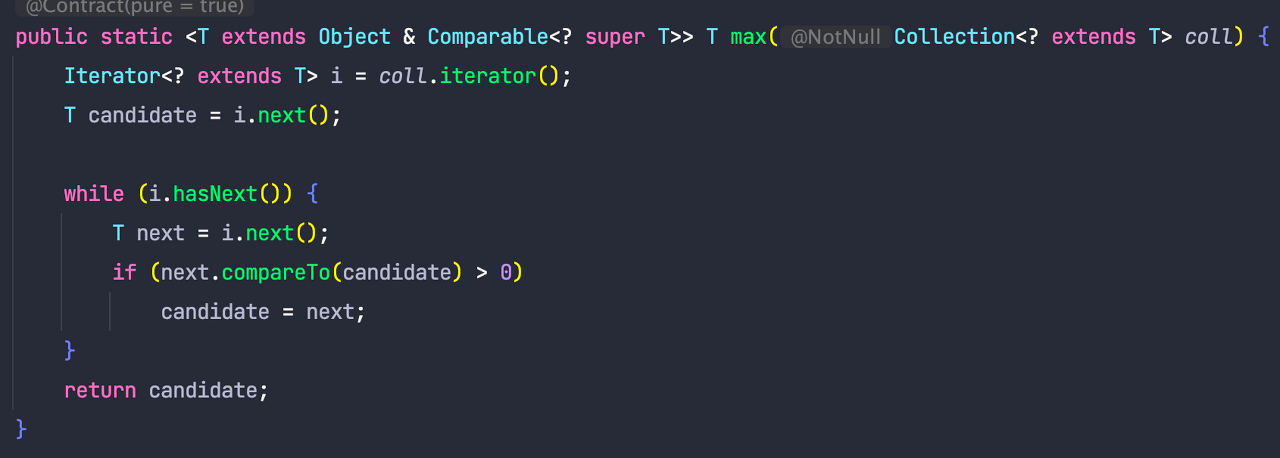 @Contract(pure = true)
public static <T extends Object & Comparable<? super T>> T max( @NotNull Collection<? extends T> coll) {
Iterator<? extends T> i = coll.iterator();
T candidate = i.next();
while (i.hasNext()) {
T next = i.next();
if (next.compareTo(candidate) > 0)
candidate = next;
}
return candidate;
}